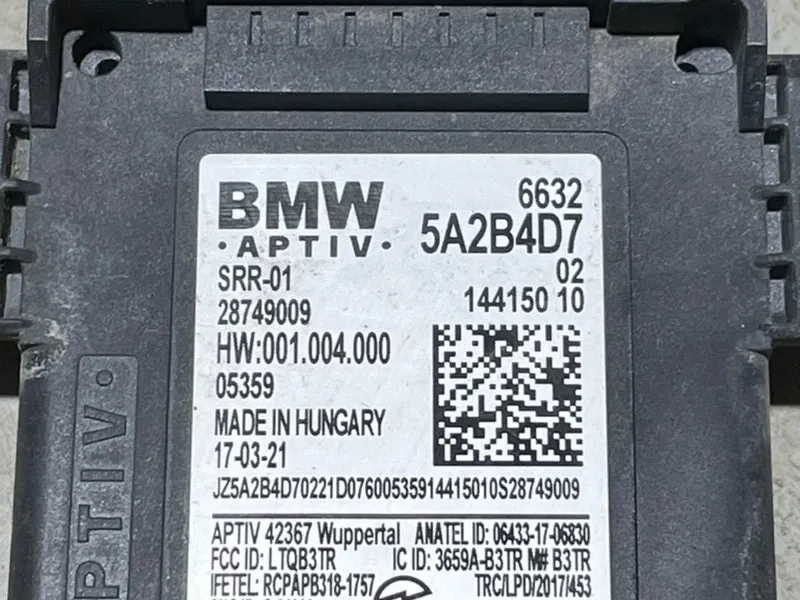 BMW 6632
·APTIV· 5A2B4D7
SRR-01 02
28749009 144150 10
HW:001.004.000
05359
MADE IN HUNGARY
17-03-21
JZ5A2B4D70221D07600535914415010S28749009
APTIV 42367 Wuppertal ANATEL ID: 06433-17-06830
FCC ID: LTQB3TR IC ID: 3659A-B3TR M# B3TR
IFETEL: RCPAPB318-1757 TRC/LPD/2017/453
PTIV·